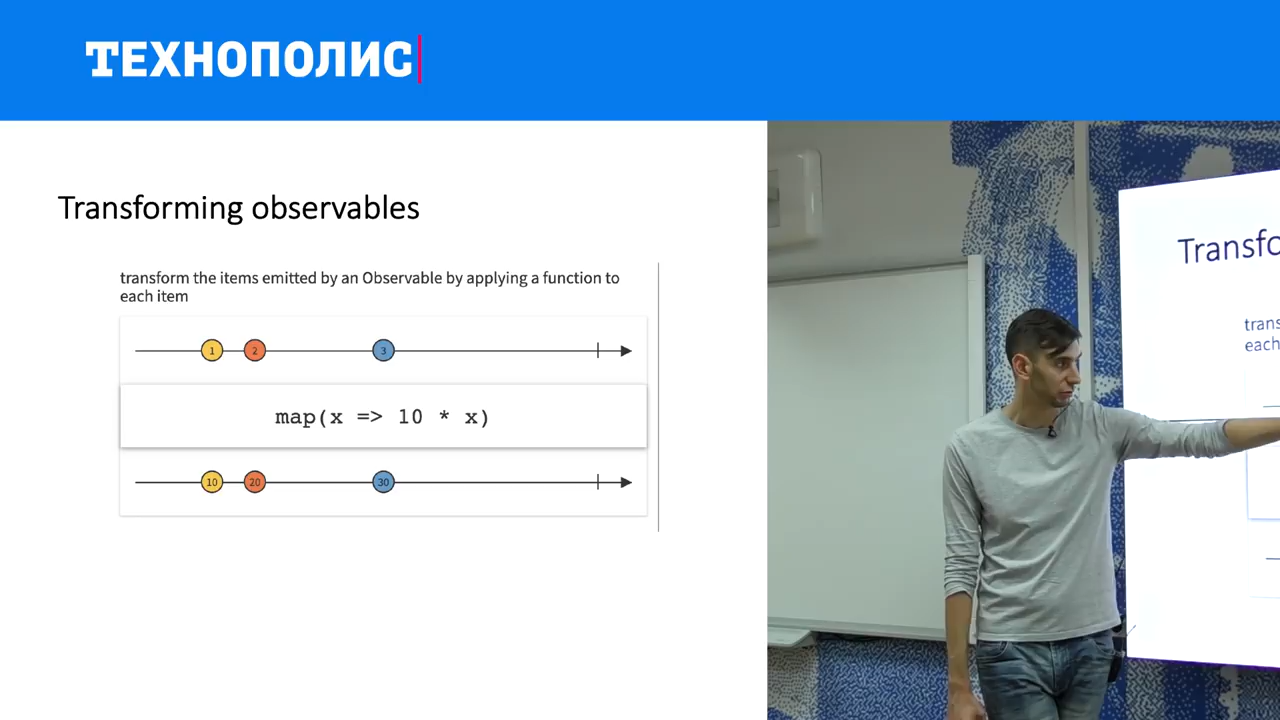 ТЕХНОПОЛИС
Transforming observables
transform the items emitted by an Observable by applying a function to
each item
1 2 3
map(x => 10 * x)
10 20 30
Transfo
trans
each